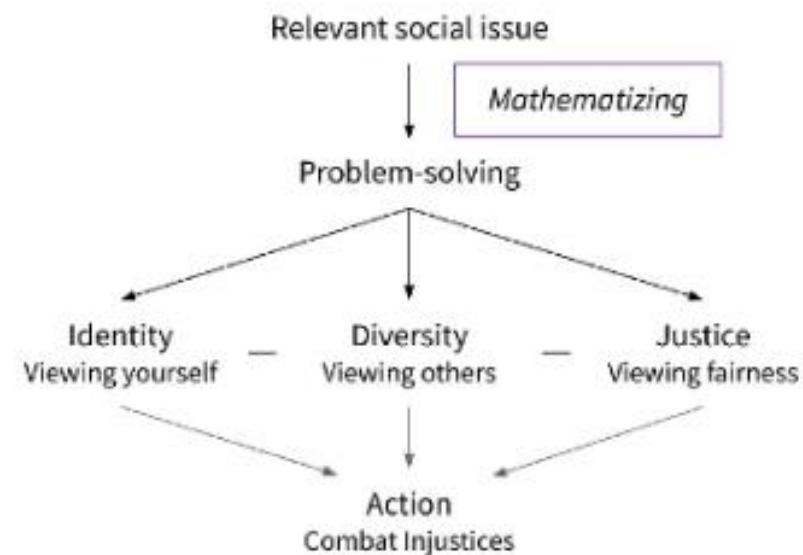 Relevant social issue
Mathematizing
Problem-solving
Identity — Diversity — Justice
Viewing yourself Viewing others Viewing fairness
Action
Combat Injustices